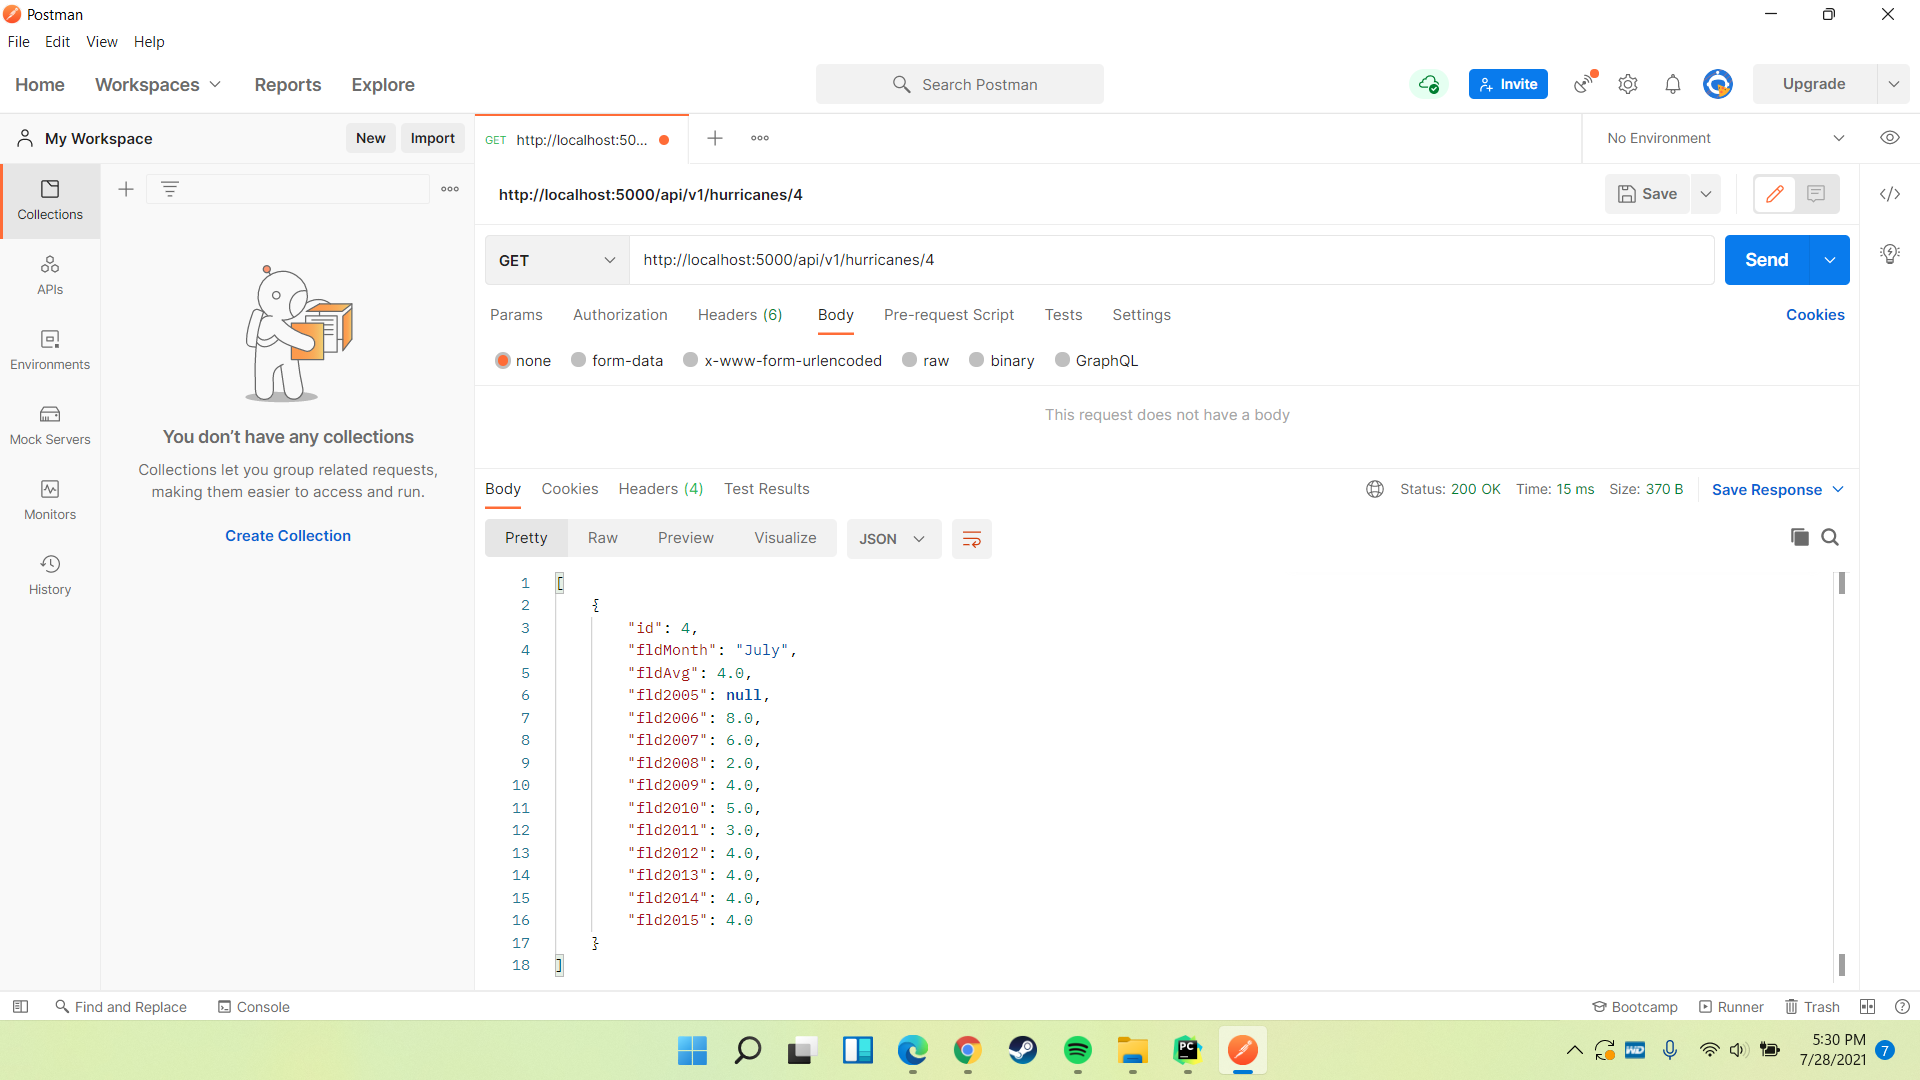 Postman
File Edit View Help
Home Workspaces Reports Explore
Search Postman
Invite
Upgrade
My Workspace
New Import
GET http://localhost:50...
No Environment
http://localhost:5000/api/v1/hurricanes/4
Save
Collections
APIs
Environments
Mock Servers
Monitors
History
You don't have any collections
Collections let you group related requests,
making them easier to access and run.
Create Collection
GET http://localhost:5000/api/v1/hurricanes/4 Send
Params Authorization Headers (6) Body Pre-request Script Tests Settings Cookies
none form-data x-www-form-urlencoded raw binary GraphQL
This request does not have a body
Body Cookies Headers (4) Test Results Status: 200 OK Time: 15 ms Size: 370 B Save Response
Pretty Raw Preview Visualize JSON
1 [
2 {
3 "id": 4,
4 "fldMonth": "July",
5 "fldAvg": 4.0,
6 "fld2005": null,
7 "fld2006": 8.0,
8 "fld2007": 6.0,
9 "fld2008": 2.0,
10 "fld2009": 4.0,
11 "fld2010": 5.0,
12 "fld2011": 3.0,
13 "fld2012": 4.0,
14 "fld2013": 4.0,
15 "fld2014": 4.0,
16 "fld2015": 4.0
17 }
18 ]
Find and Replace Console Bootcamp Runner Trash
PC
WD
5:30 PM
7/28/2021 7